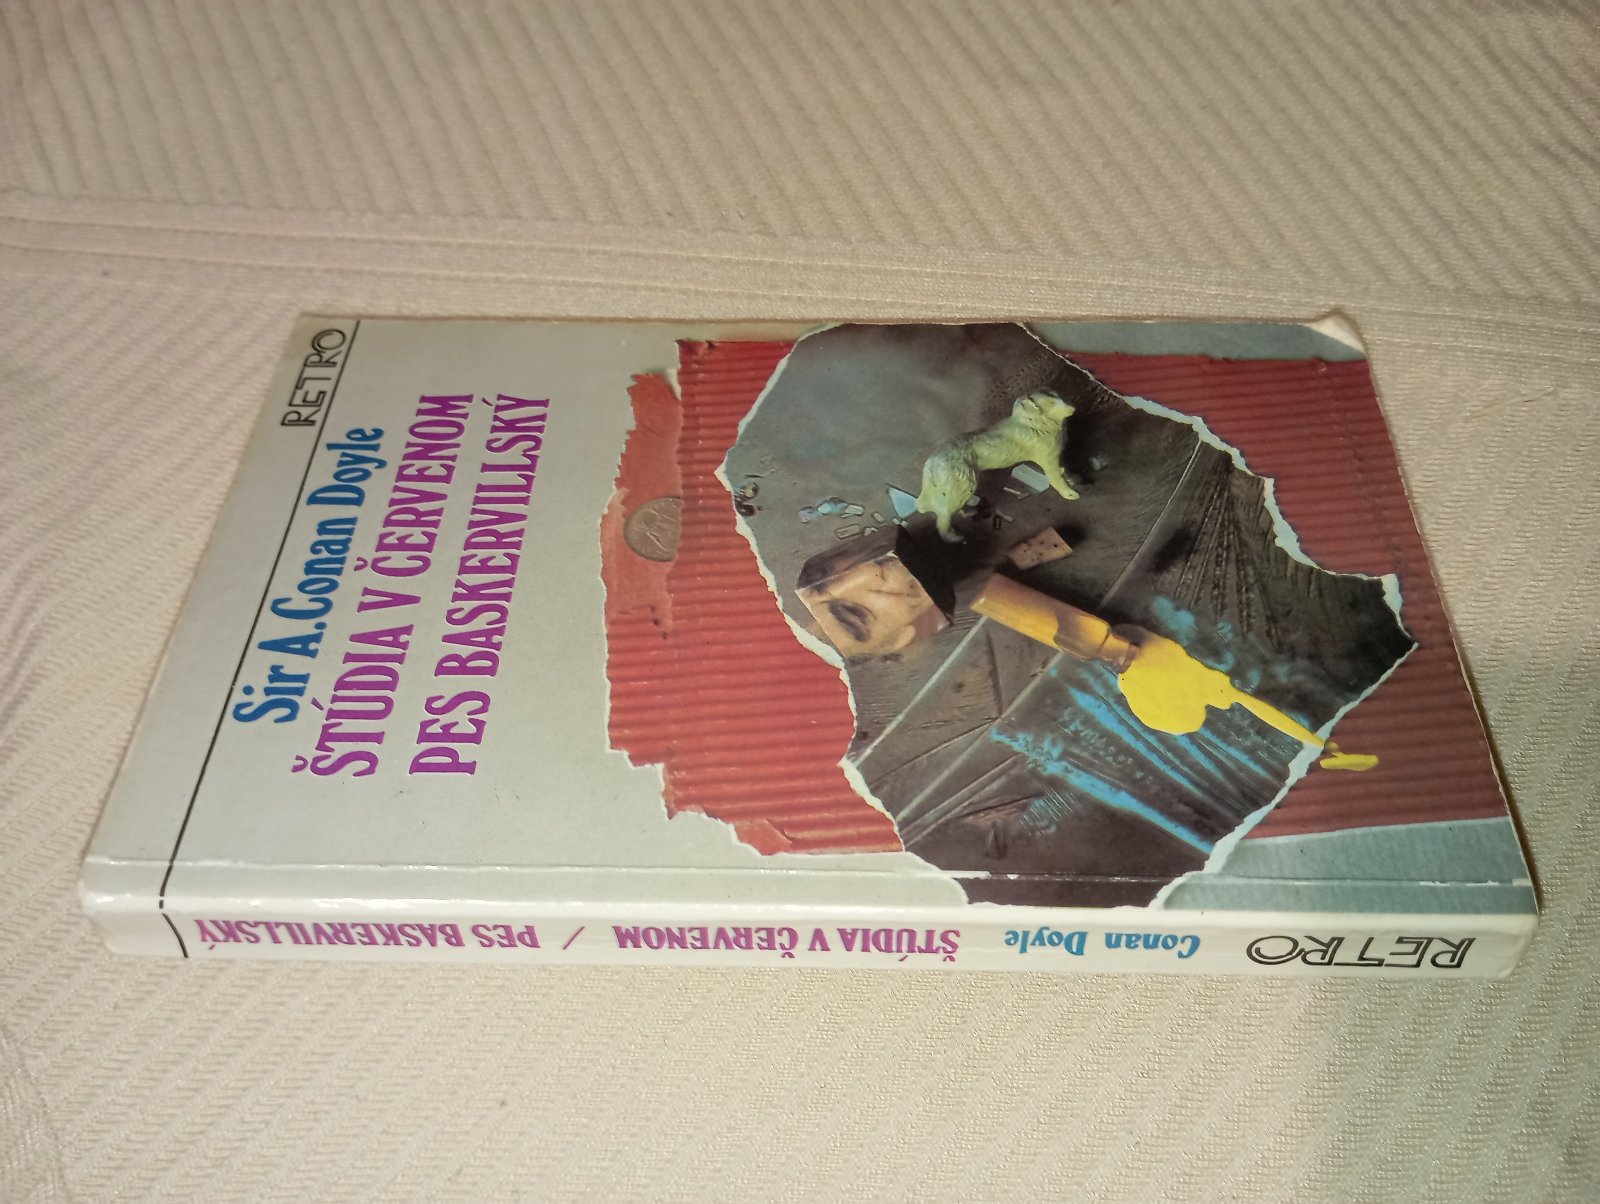 RETRO
Sir A. Conan Doyle
ŠTÚDIA V ČERVENOM
PES BASKERVILLSKÝ
RETRO
Conan Doyle ŠTÚDIA V ČERVENOM / PES BASKERVILLSKÝ